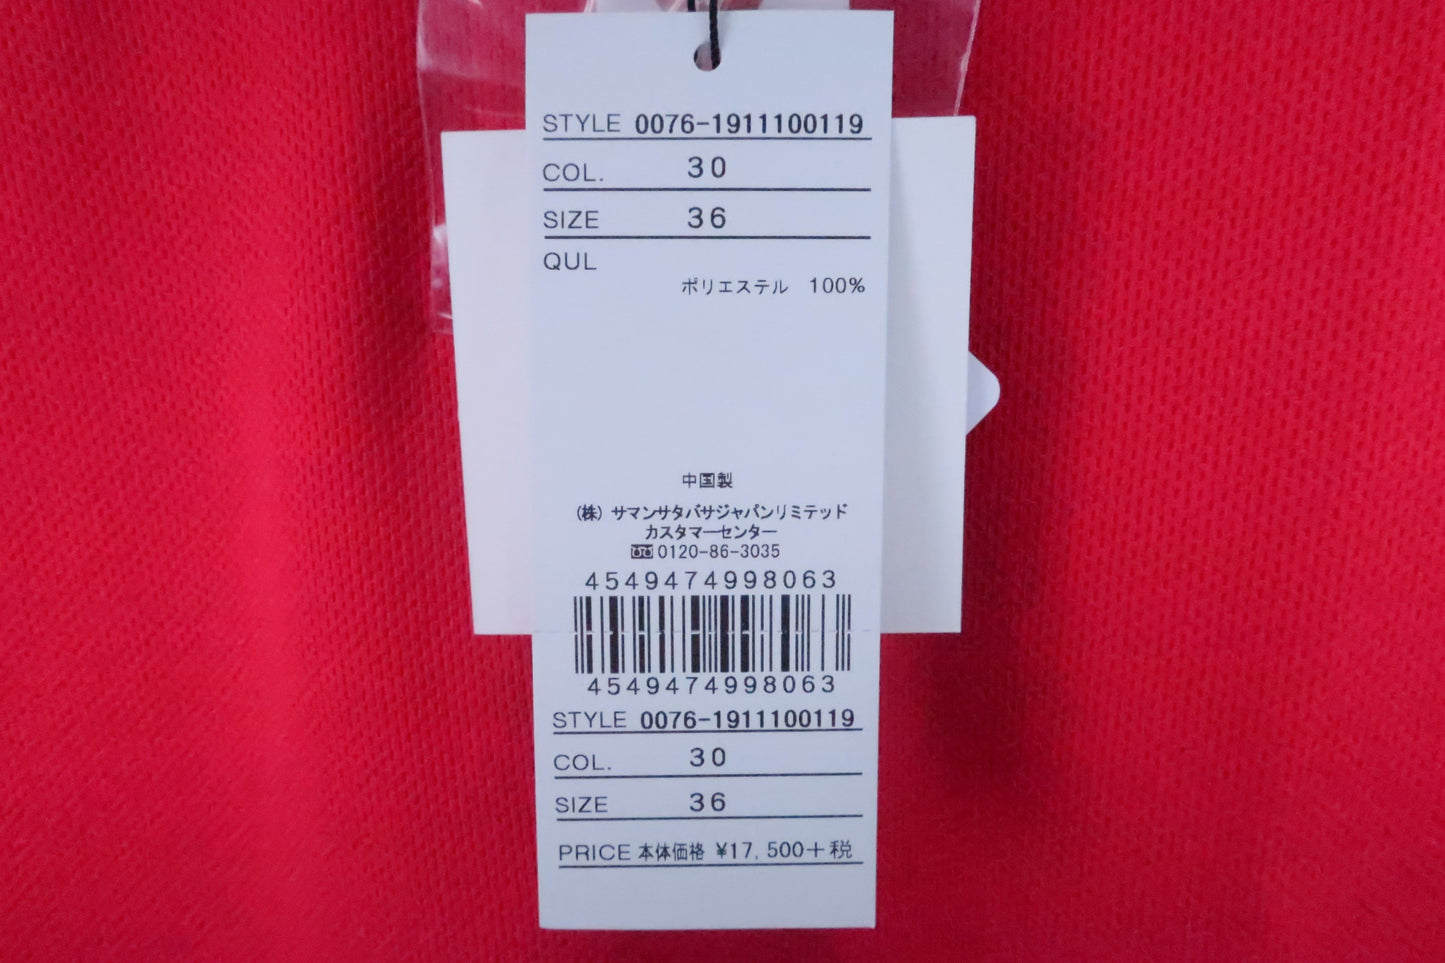 STYLE 0076-1911100119
COL. 30
SIZE 36
QUL
ポリエステル 100%
中国製
(株) サマンサタバサジャパンリミテッド
カスタマーセンター
0120-86-3035
4549474998063
4549474998063
STYLE 0076-1911100119
COL. 30
SIZE 36
PRICE 本体価格 ¥17,500+税